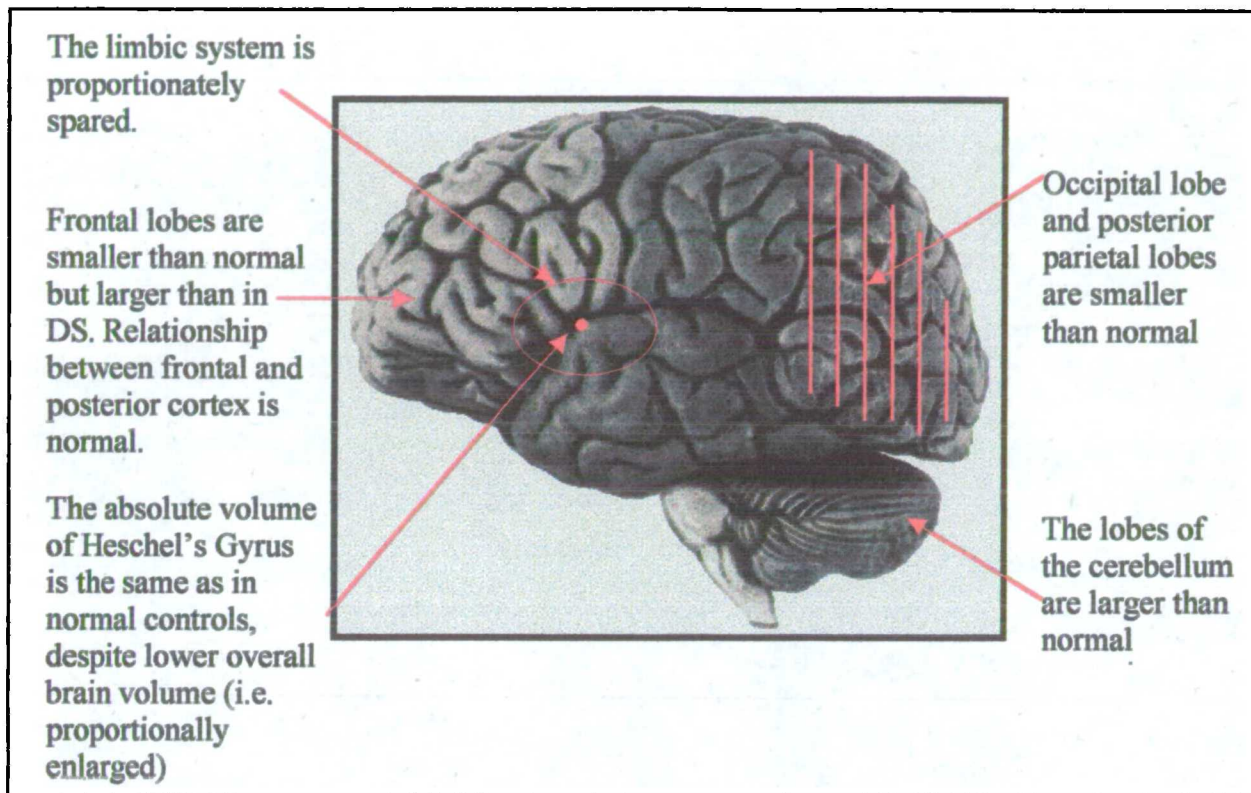 The limbic system is
proportionately
spared.
Frontal lobes are
smaller than normal
but larger than in
DS. Relationship
between frontal and
posterior cortex is
normal.
The absolute volume
of Heschel's Gyrus
is the same as in
normal controls,
despite lower overall
brain volume (i.e.
proportionally
enlarged)
Occipital lobe
and posterior
parietal lobes
are smaller
than normal
The lobes of
the cerebellum
are larger than
normal